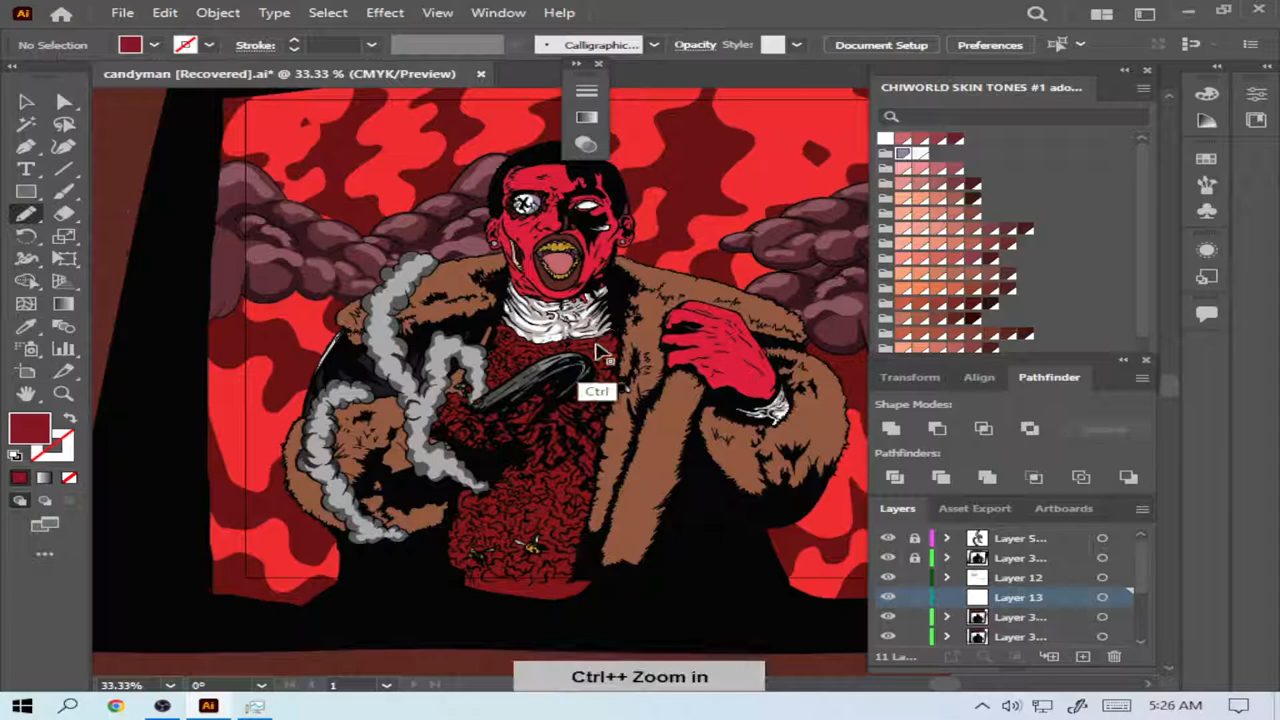 Ai File Edit Object Type Select Effect View Window Help
No Selection Stroke: Calligraphic... Opacity Style: Document Setup Preferences
candyman [Recovered].ai* @ 33.33 % (CMYK/Preview)
CHIWORLD SKIN TONES #1 ado...
Ctrl
Transform Align Pathfinder
Shape Modes:
Pathfinders:
Layers Asset Export Artboards
Layer 5...
Layer 3...
Layer 12
Layer 13
Layer 3...
Layer 3...
11 La...
Ctrl++ Zoom in
33.33% 0° 1
Ai 5:26 AM